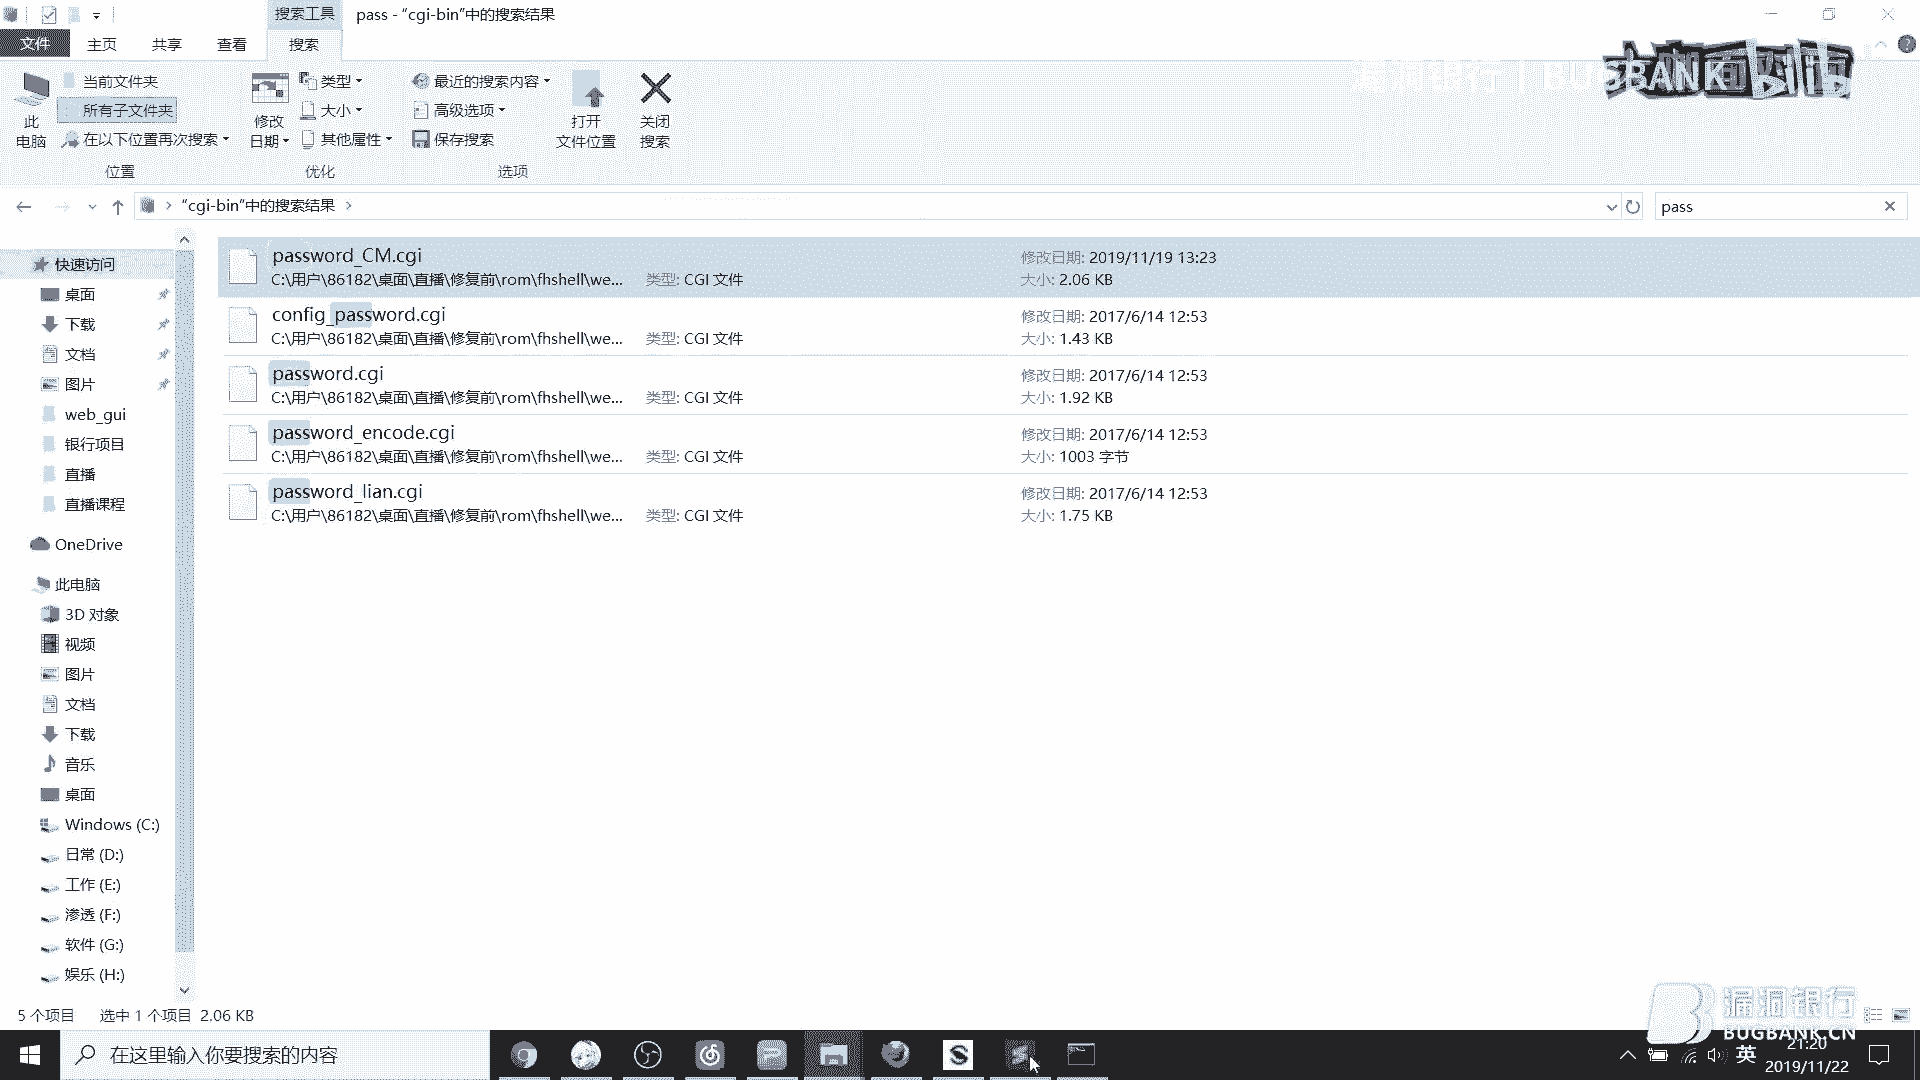 搜索工具
pass - “cgi-bin”中的搜索结果
文件
主页
共享
查看
搜索
此
电脑
当前文件夹
所有子文件夹
在以下位置再次搜索
位置
修改
日期
类型
大小
其他属性
优化
最近的搜索内容
高级选项
保存搜索
选项
打开
文件位置
关闭
搜索
漏洞银行 | BUGBANK
bilibili
“cgi-bin”中的搜索结果
pass
快速访问
桌面
下载
文档
图片
web_gui
银行项目
直播
直播课程
OneDrive
此电脑
3D 对象
视频
图片
文档
下载
音乐
桌面
Windows (C:)
日常 (D:)
工作 (E:)
渗透 (F:)
软件 (G:)
娱乐 (H:)
password_CM.cgi
C:\用户\86182\桌面\直播\修复前\rom\fhshell\we...
类型: CGI 文件
修改日期: 2019/11/19 13:23
大小: 2.06 KB
config_password.cgi
C:\用户\86182\桌面\直播\修复前\rom\fhshell\we...
类型: CGI 文件
修改日期: 2017/6/14 12:53
大小: 1.43 KB
password.cgi
C:\用户\86182\桌面\直播\修复前\rom\fhshell\we...
类型: CGI 文件
修改日期: 2017/6/14 12:53
大小: 1.92 KB
password_encode.cgi
C:\用户\86182\桌面\直播\修复前\rom\fhshell\we...
类型: CGI 文件
修改日期: 2017/6/14 12:53
大小: 1003 字节
password_lian.cgi
C:\用户\86182\桌面\直播\修复前\rom\fhshell\we...
类型: CGI 文件
修改日期: 2017/6/14 12:53
大小: 1.75 KB
5 个项目
选中 1 个项目 2.06 KB
漏洞银行
BUGBANK.CN
在这里输入你要搜索的内容
英
21:20
2019/11/22